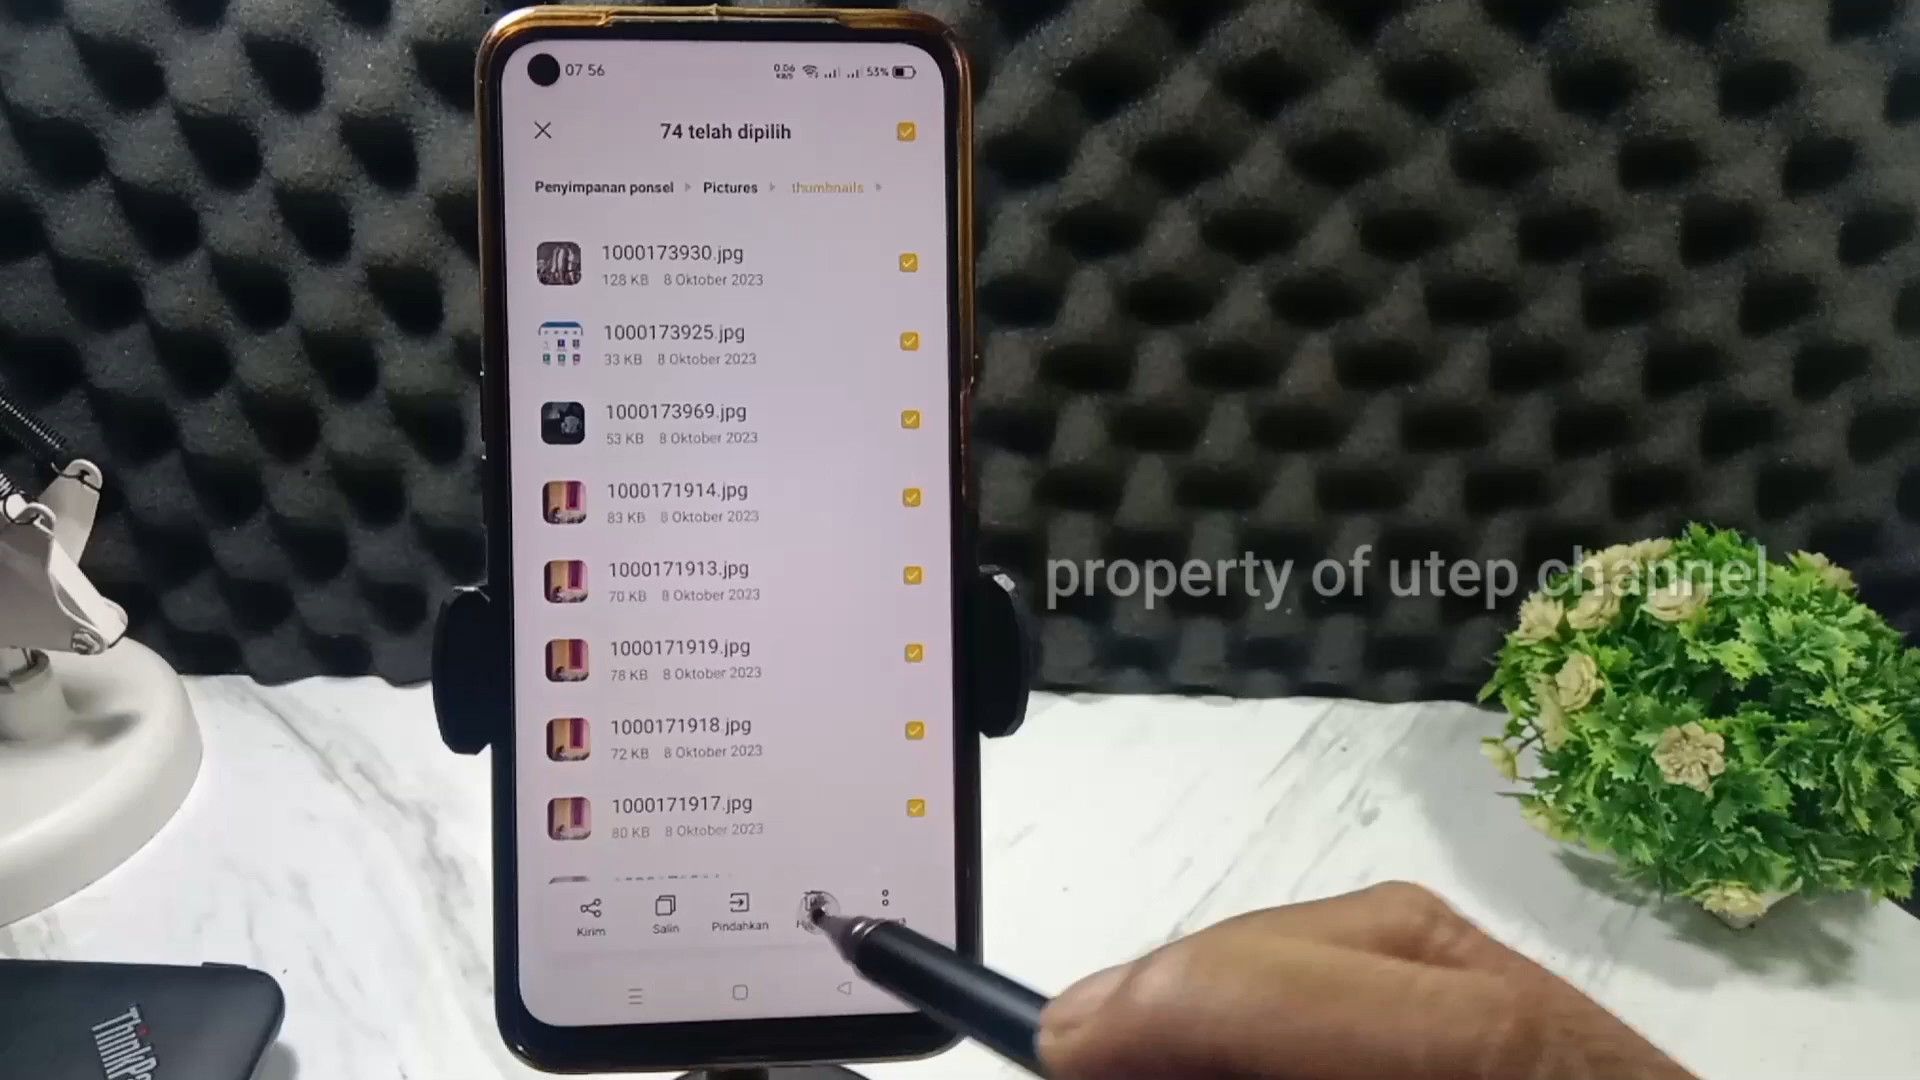 07 56
0.06 KB/S 53%
74 telah dipilih
Penyimpanan ponsel Pictures thumbnails
1000173930.jpg
128 KB 8 Oktober 2023
1000173925.jpg
33 KB 8 Oktober 2023
1000173969.jpg
53 KB 8 Oktober 2023
1000171914.jpg
83 KB 8 Oktober 2023
1000171913.jpg
70 KB 8 Oktober 2023
1000171919.jpg
78 KB 8 Oktober 2023
1000171918.jpg
72 KB 8 Oktober 2023
1000171917.jpg
80 KB 8 Oktober 2023
Kirim Salin Pindahkan
property of utep channel